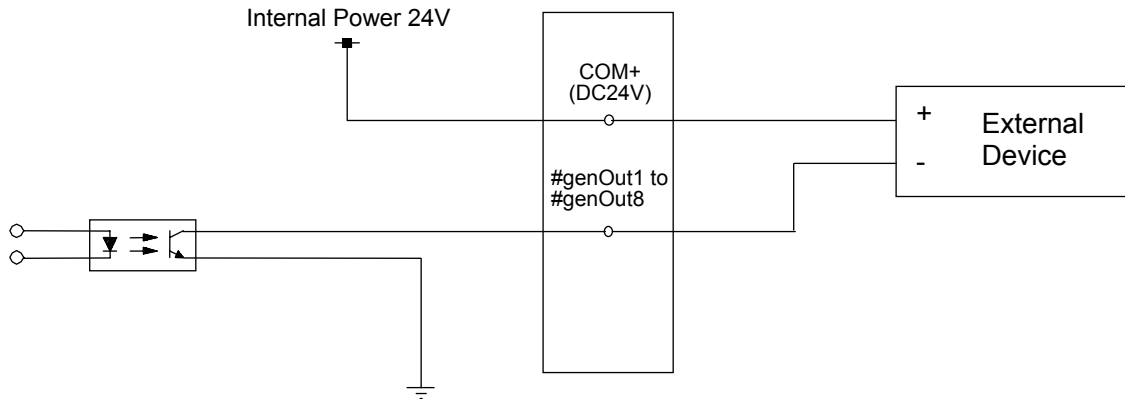 Internal Power 24V
COM+
(DC24V)
+
External
Device
-
#genOut1 to
#genOut8